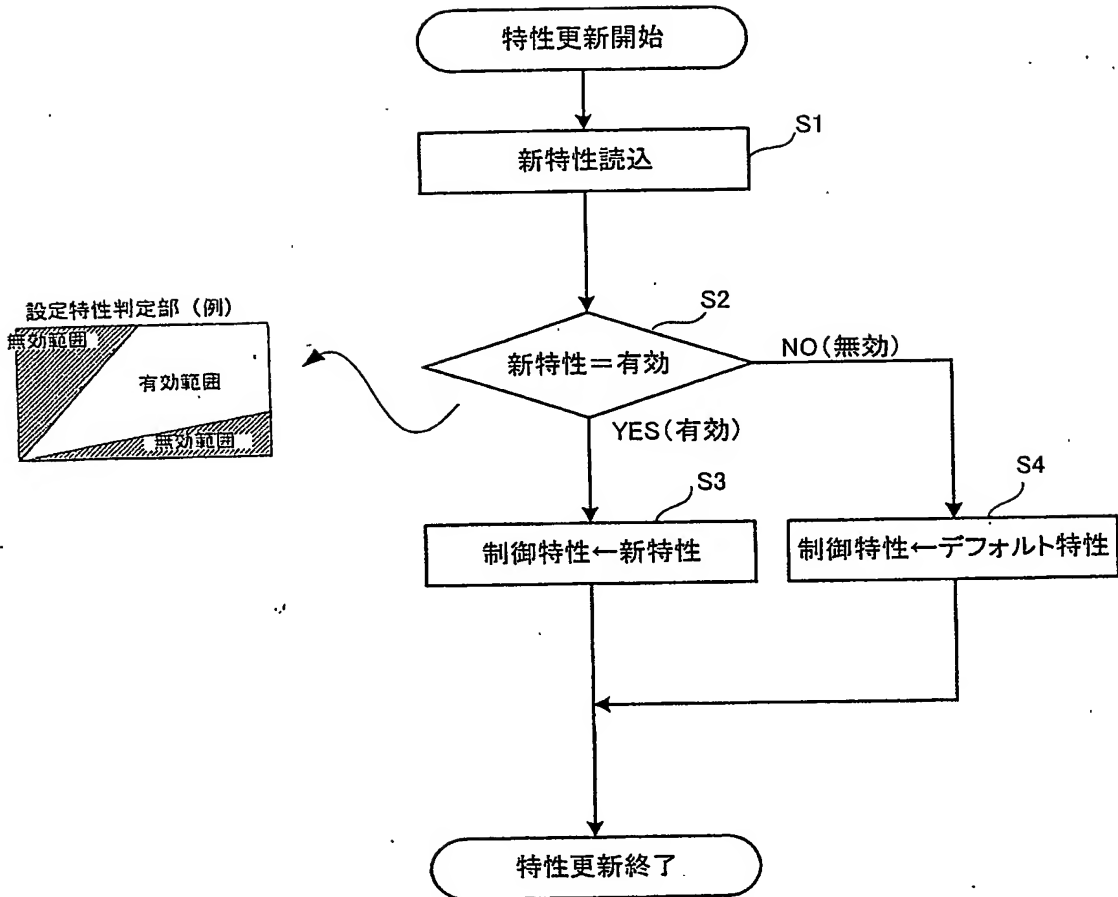 特性更新開始
S1
新特性読込
S2
設定特性判定部（例）
無効範囲
有効範囲
無効範囲
新特性＝有効
NO（無効）
YES（有効）
S3
S4
制御特性←新特性
制御特性←デフォルト特性
特性更新終了